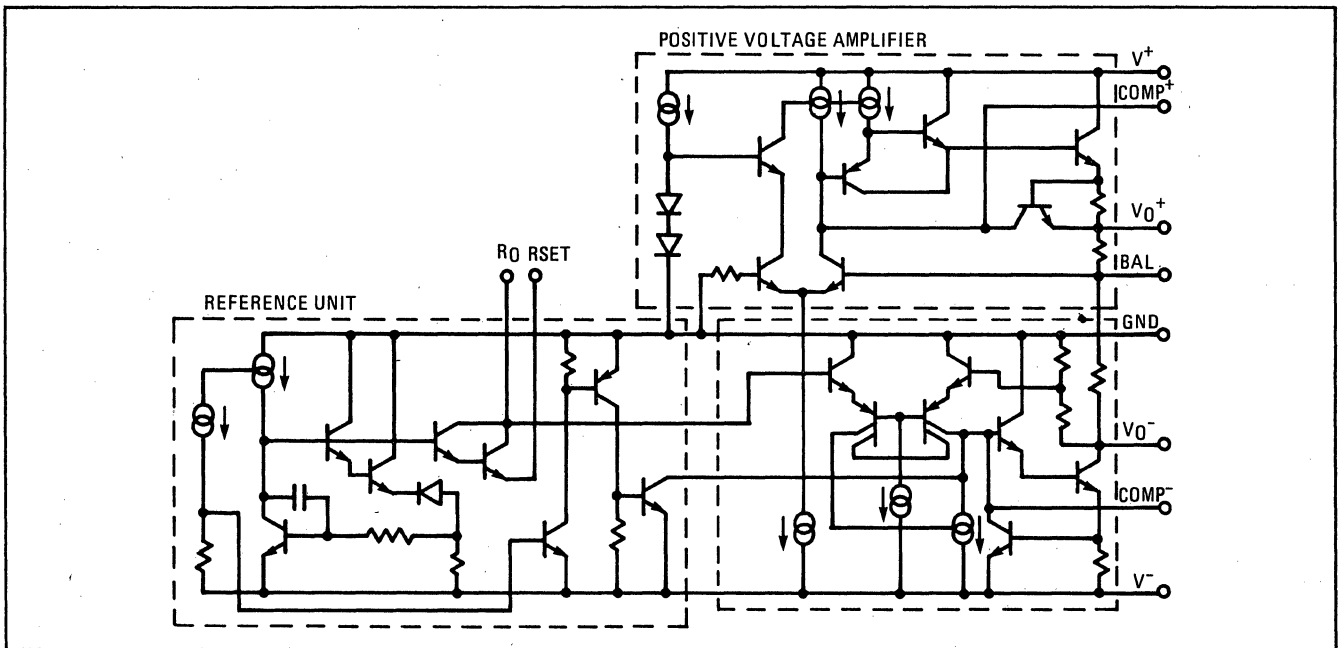 POSITIVE VOLTAGE AMPLIFIER
V+
COMP+
VO+
RO RSET
BAL
REFERENCE UNIT
GND
VO-
COMP-
V-